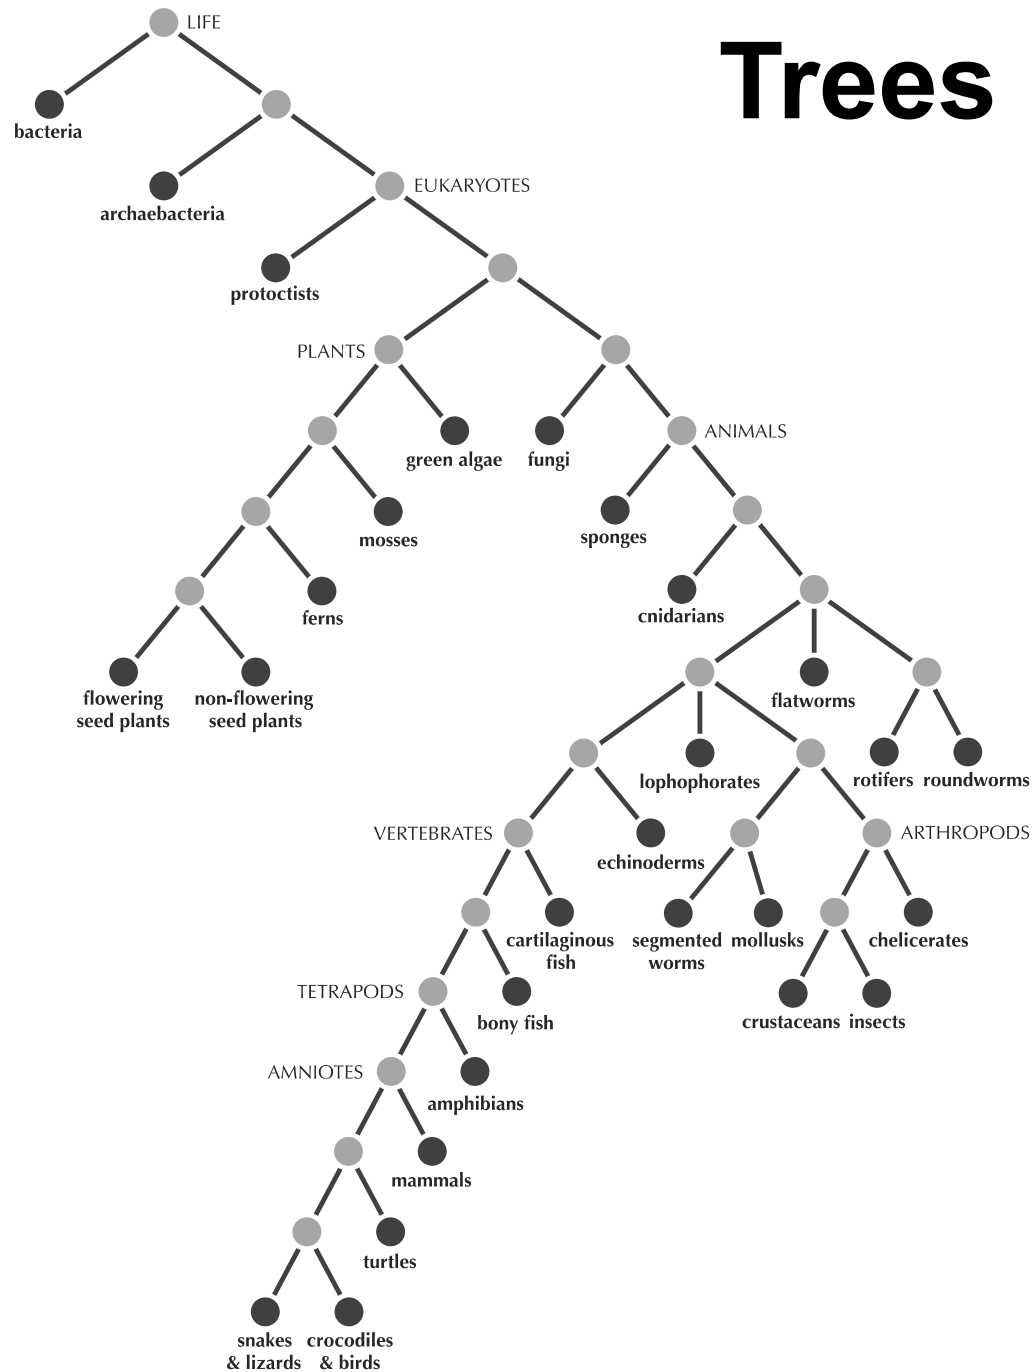 Trees
LIFE
bacteria
archaebacteria
EUKARYOTES
protoctists
PLANTS
green algae
fungi
ANIMALS
mosses
sponges
ferns
cnidarians
flowering
seed plants
non-flowering
seed plants
flatworms
lophophorates
rotifers
roundworms
VERTEBRATES
echinoderms
ARTHROPODS
cartilaginous
fish
segmented
worms
mollusks
chelicerates
TETRAPODS
bony fish
crustaceans
insects
AMNIOTES
amphibians
mammals
turtles
snakes
& lizards
crocodiles
& birds